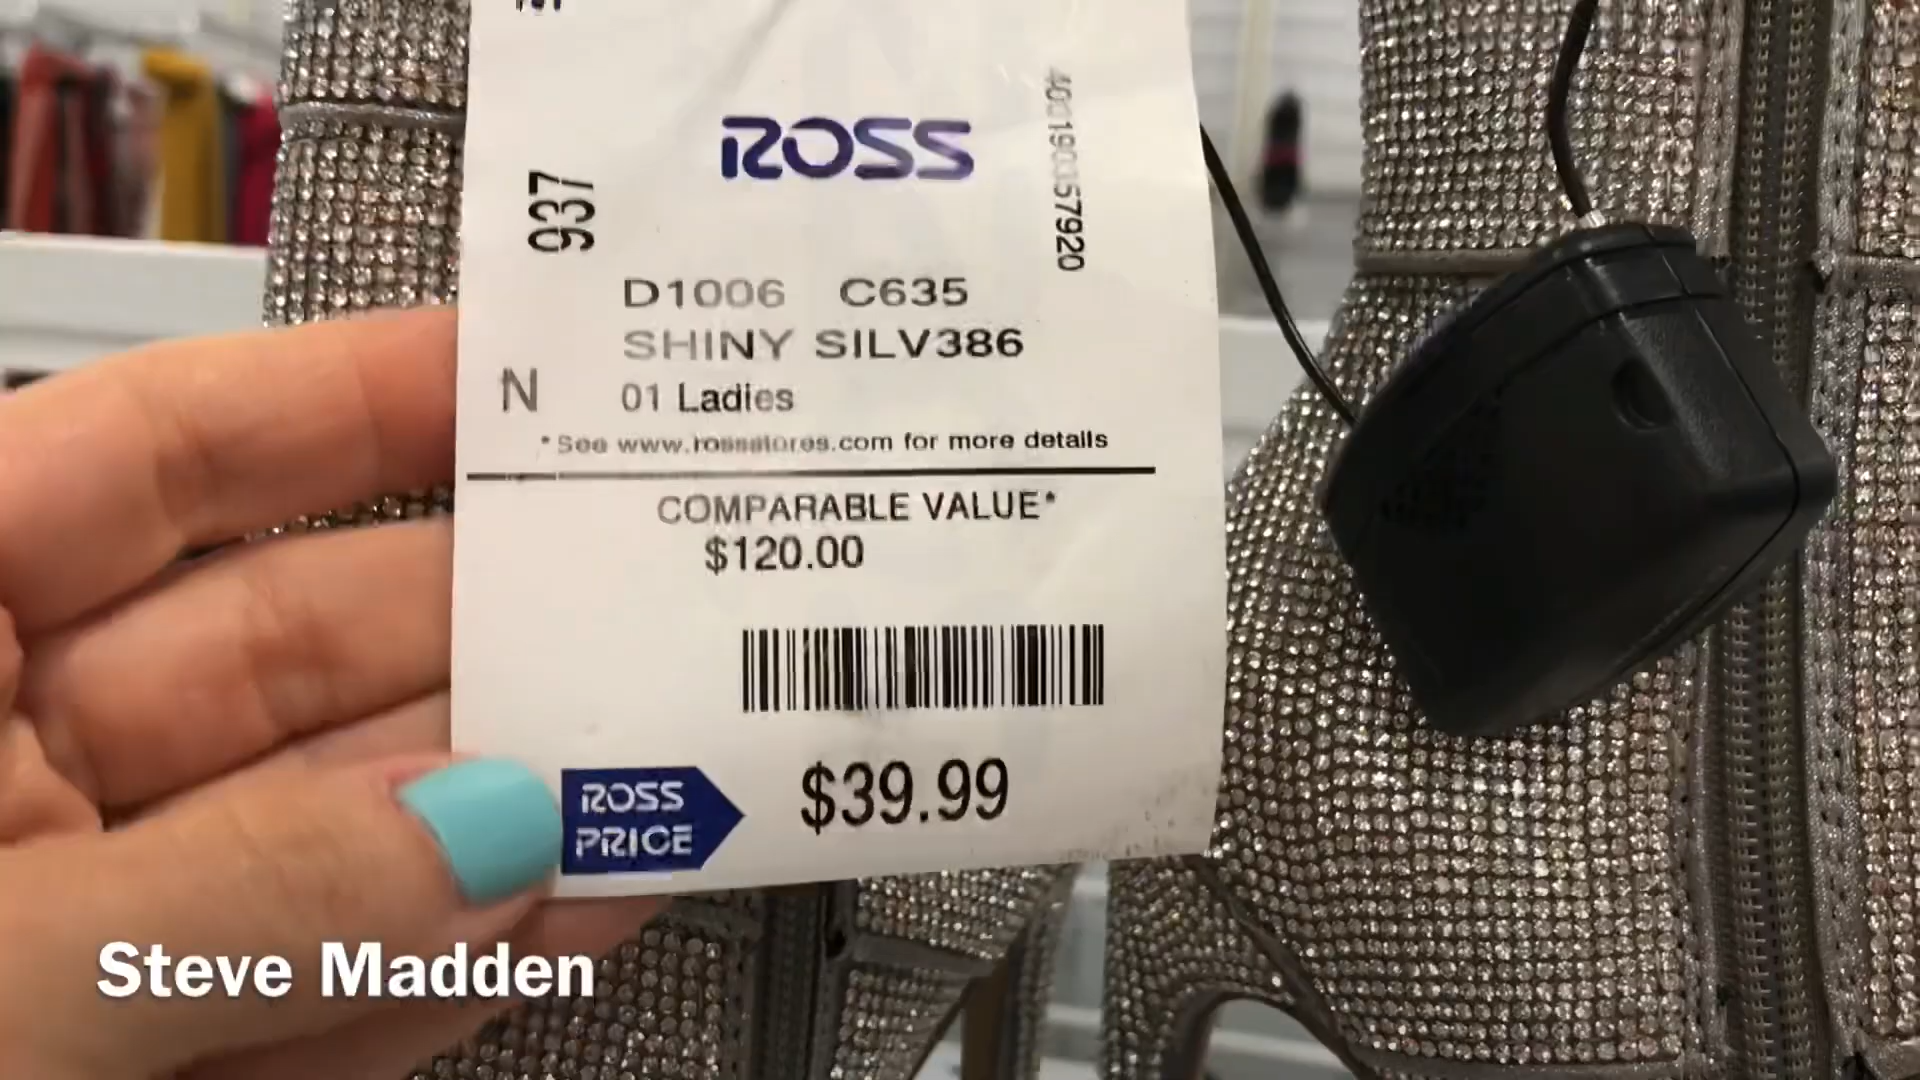 ROSS
400190157920
937
D1006 C635
SHINY SILV386
N 01 Ladies
*See www.rossstores.com for more details
COMPARABLE VALUE*
$120.00
ROSS
PRICE
$39.99
Steve Madden